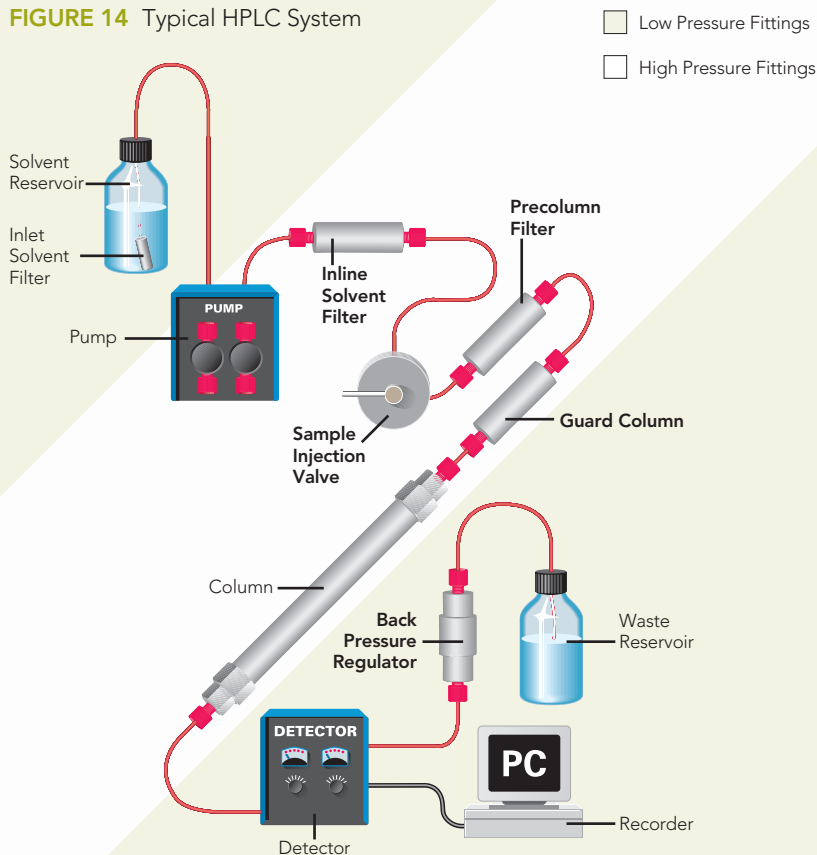 FIGURE 14 Typical HPLC System
Low Pressure Fittings
High Pressure Fittings
Solvent
Reservoir
Inlet
Solvent
Filter
PUMP
Pump
Inline
Solvent
Filter
Precolumn
Filter
Sample
Injection
Valve
Guard Column
Column
Back
Pressure
Regulator
Waste
Reservoir
DETECTOR
Detector
PC
Recorder